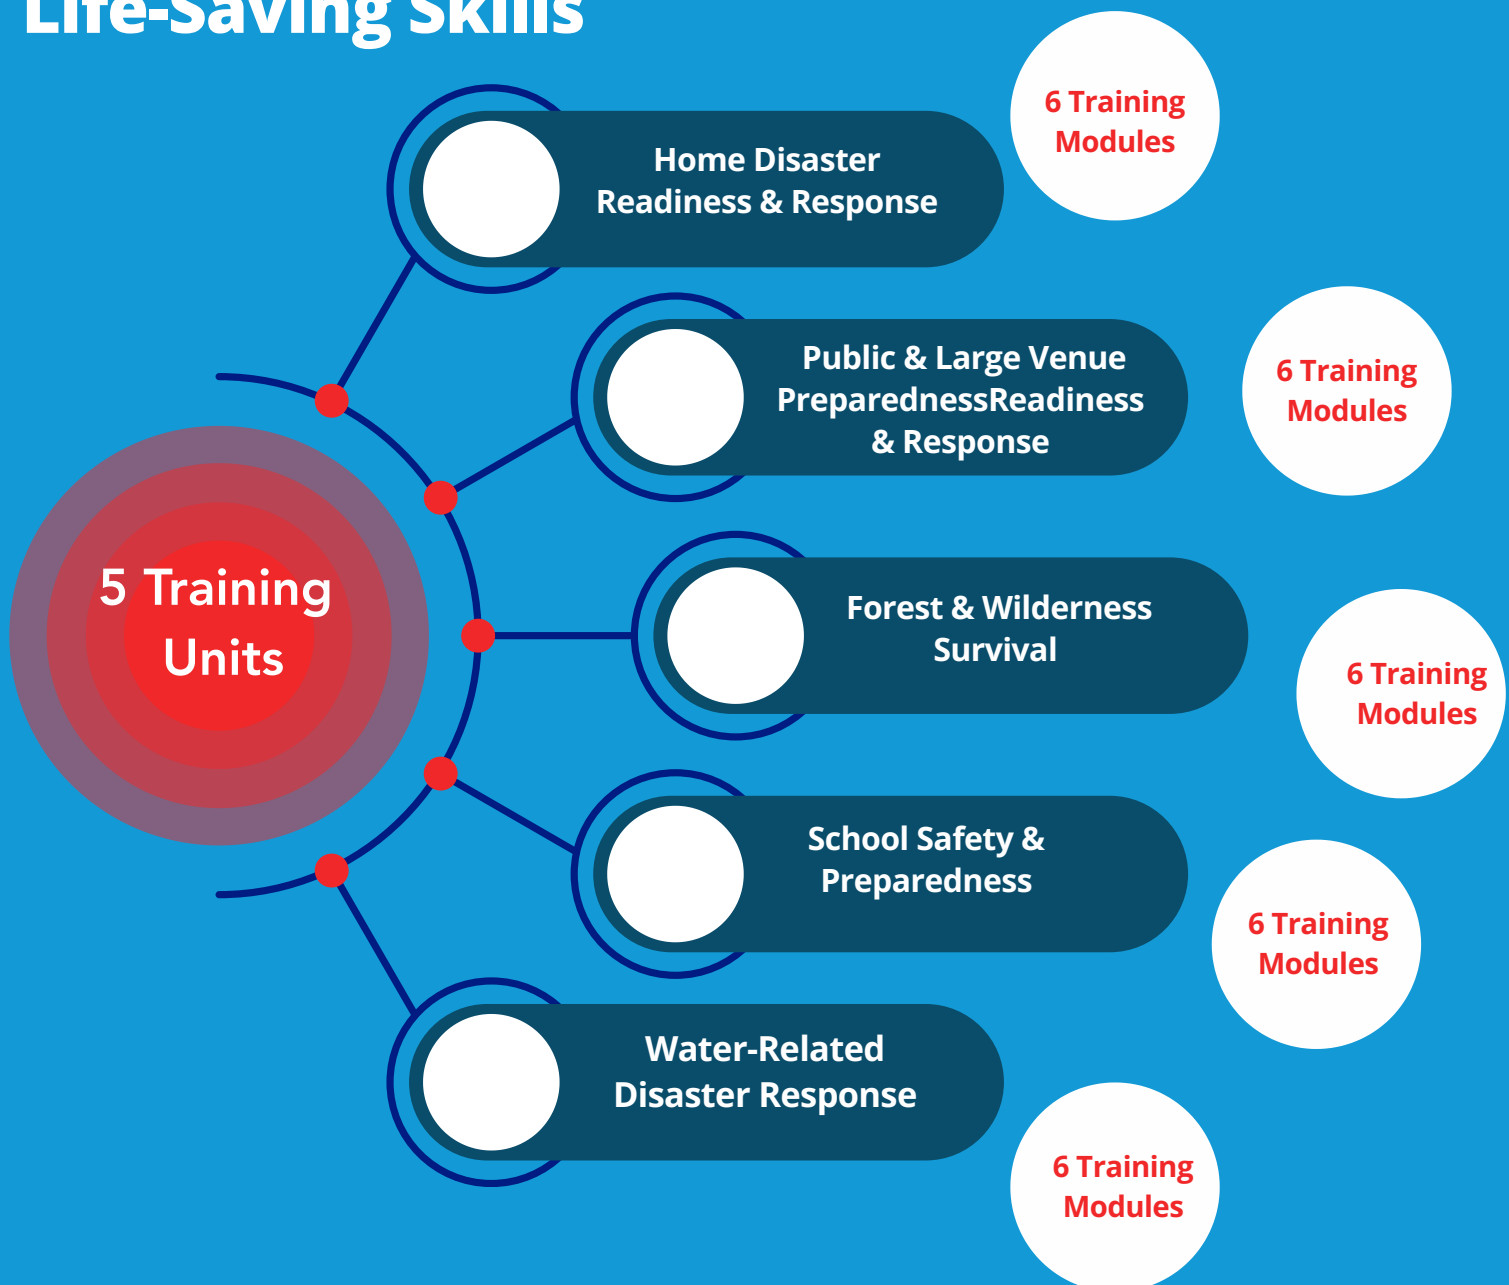 Life-Saving Skills
6 Training
Modules
Home Disaster
Readiness & Response
Public & Large Venue
PreparednessReadiness
& Response
6 Training
Modules
5 Training
Units
Forest & Wilderness
Survival
6 Training
Modules
School Safety &
Preparedness
6 Training
Modules
Water-Related
Disaster Response
6 Training
Modules